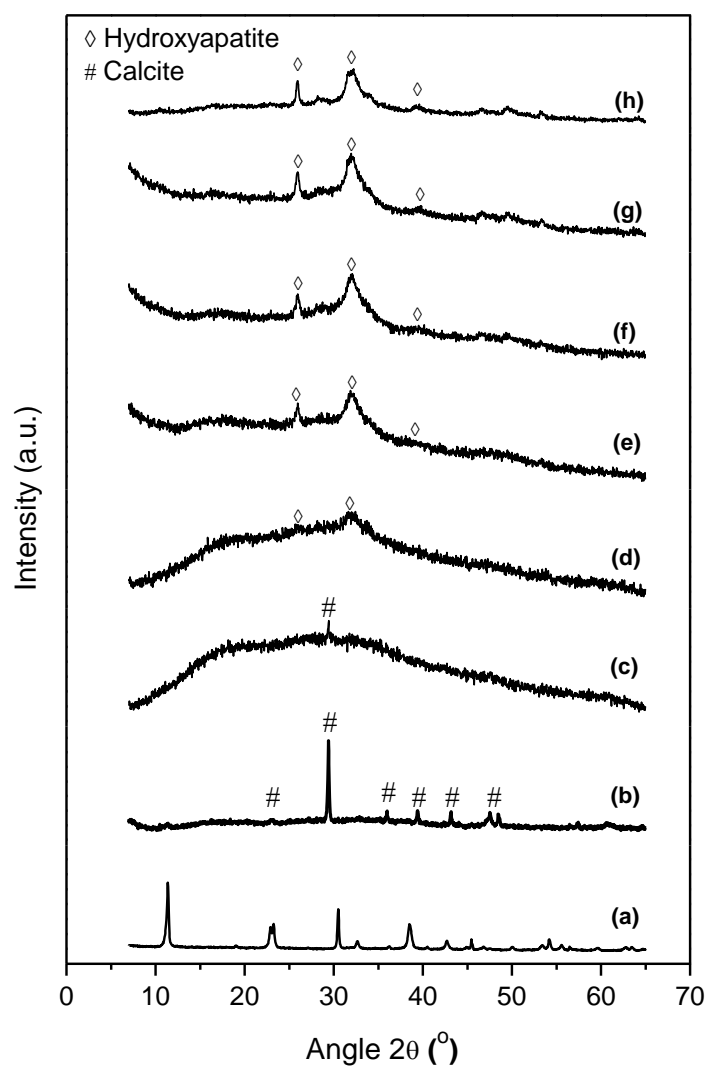 ◊ Hydroxyapatite
# Calcite
◊ ◊ ◊
(h)
◊ ◊ ◊
(g)
◊ ◊ ◊
(f)
◊ ◊ ◊
(e)
◊ ◊
(d)
#
(c)
#
# # # # #
(b)
(a)
Intensity (a.u.)
0 10 20 30 40 50 60 70
Angle 2θ (°)